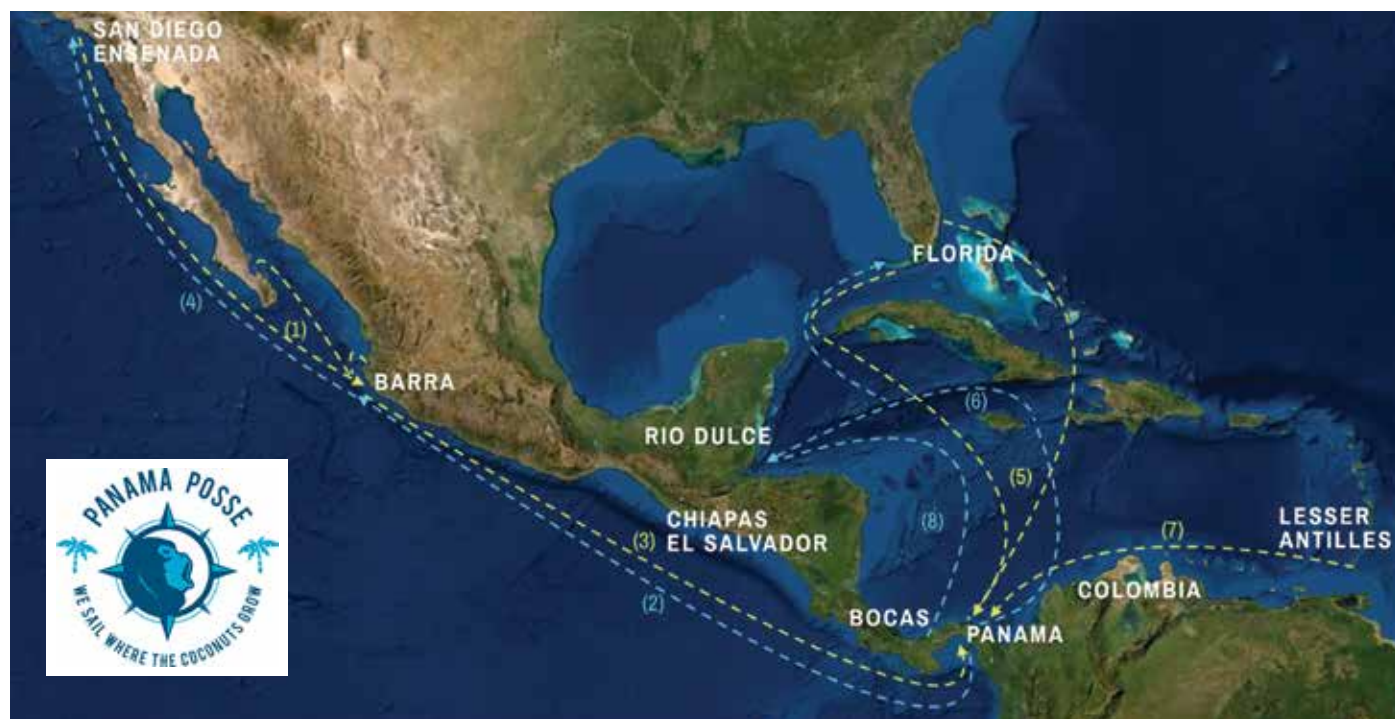 SAN DIEGO
ENSENADA
FLORIDA
(4)
(1)
BARRA
(6)
RIO DULCE
(5)
PANAMA POSSE
WE SAIL WHERE THE COCONUTS GROW
CHIAPAS
EL SALVADOR
(8)
LESSER
ANTILLES
(3)
(7)
(2)
COLOMBIA
BOCAS
PANAMA